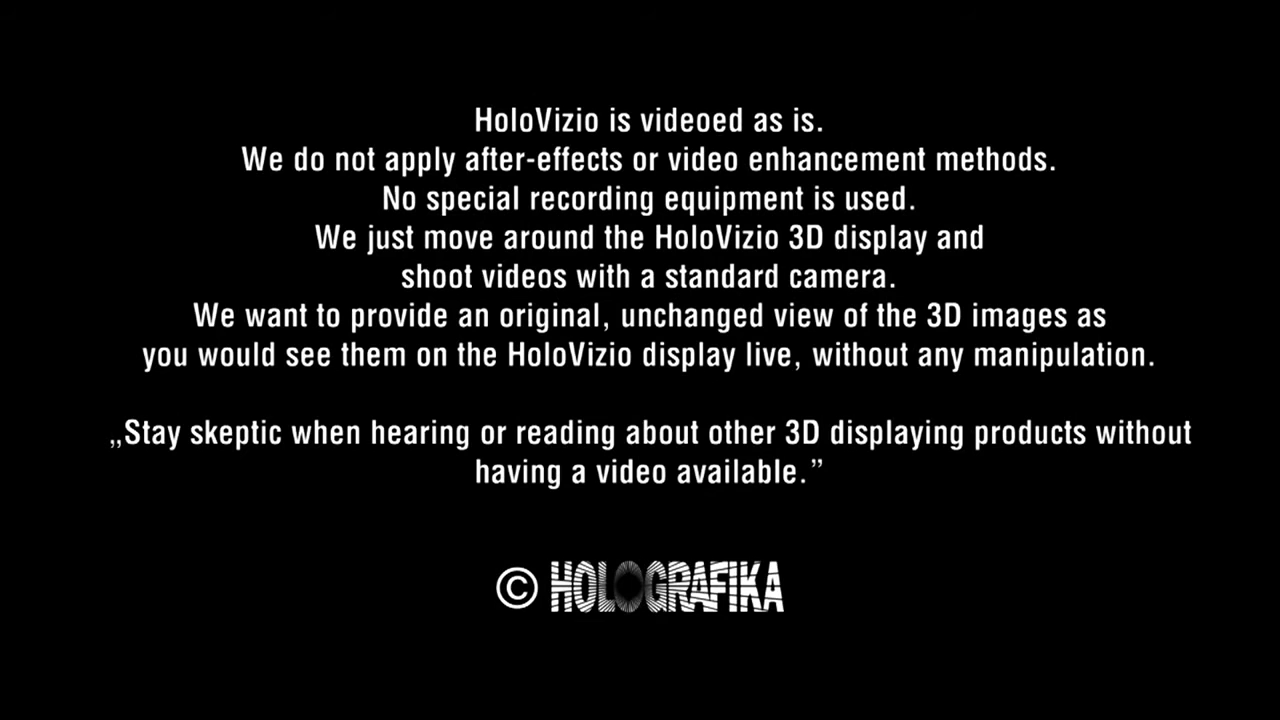 HoloVizio is videoed as is.
We do not apply after-effects or video enhancement methods.
No special recording equipment is used.
We just move around the HoloVizio 3D display and
shoot videos with a standard camera.
We want to provide an original, unchanged view of the 3D images as
you would see them on the HoloVizio display live, without any manipulation.
„Stay skeptic when hearing or reading about other 3D displaying products without
having a video available.”
© HOLOGRAFIKA